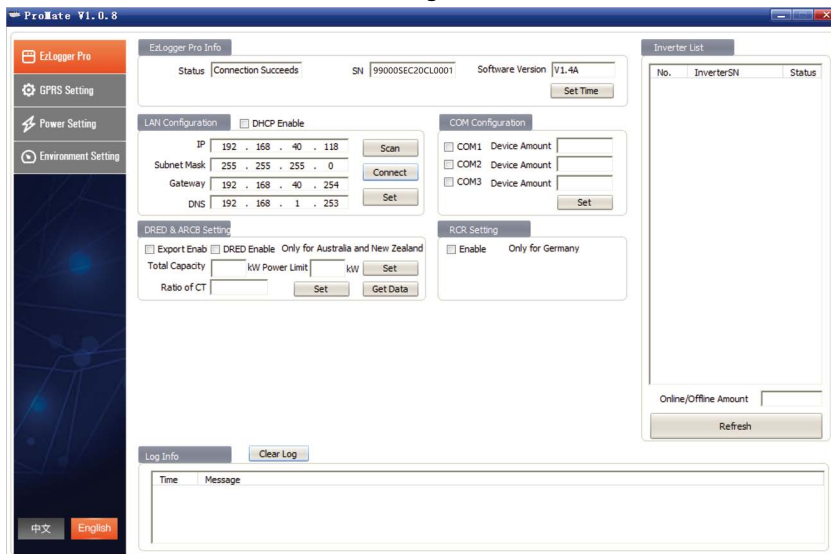 ProMate V1.0.8
EzLogger Pro
GPRS Setting
Power Setting
Environment Setting
中文
English
EzLogger Pro Info
Status Connection Succeeds SN 99000SEC20CL0001 Software Version V1.4A
Set Time
LAN Configuration DHCP Enable
IP 192 . 168 . 40 . 118 Scan
Subnet Mask 255 . 255 . 255 . 0 Connect
Gateway 192 . 168 . 40 . 254
DNS 192 . 168 . 1 . 253 Set
COM Configuration
COM1 Device Amount
COM2 Device Amount
COM3 Device Amount
Set
DRED & ARCB Setting
Export Enab DRED Enable Only for Australia and New Zealand
Total Capacity kW Power Limit kW Set
Ratio of CT Set Get Data
RCR Setting
Enable Only for Germany
Inverter List
No. InverterSN Status
Online/Offline Amount
Refresh
Log Info Clear Log
Time Message